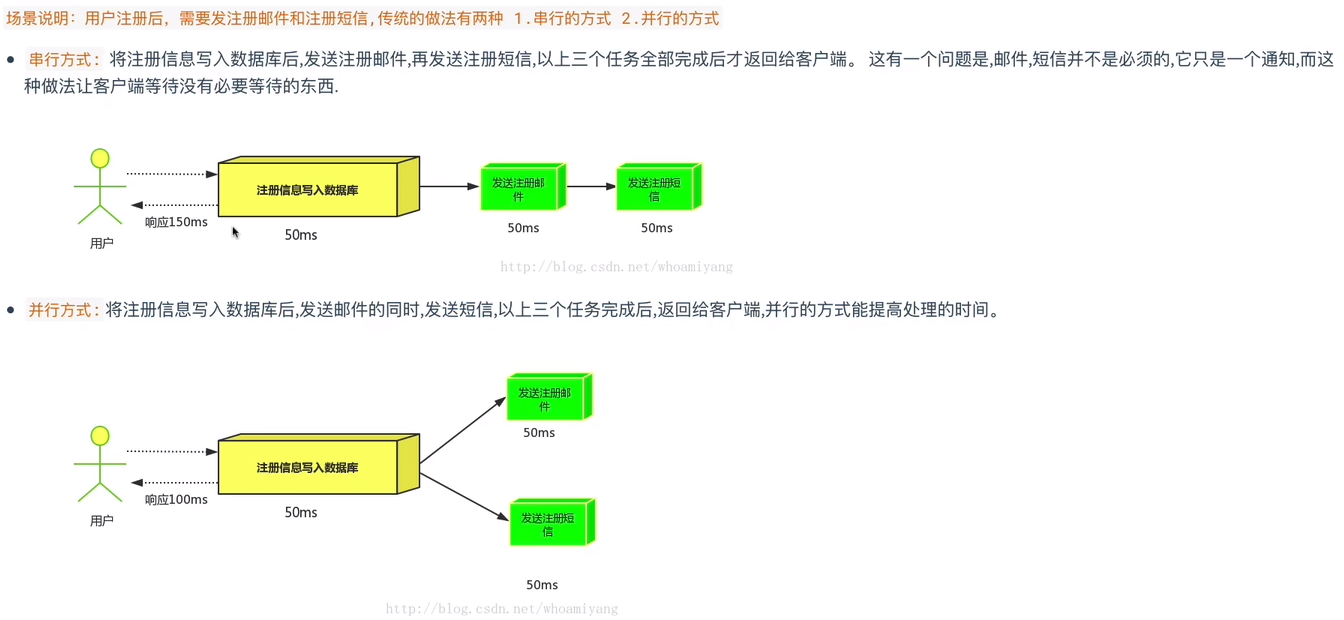 场景说明: 用户注册后, 需要发注册邮件和注册短信,传统的做法有两种 1.串行的方式 2.并行的方式
串行方式: 将注册信息写入数据库后,发送注册邮件,再发送注册短信,以上三个任务全部完成后才返回给客户端。 这有一个问题是,邮件,短信并不是必须的,它只是一个通知,而这
种做法让客户端等待没有必要等待的东西.
注册信息写入数据库
发送注册邮
件
发送注册短
信
响应150ms
用户
50ms
50ms
50ms
http://blog.csdn.net/whoamiyang
并行方式: 将注册信息写入数据库后,发送邮件的同时,发送短信,以上三个任务完成后,返回给客户端,并行的方式能提高处理的时间。
发送注册邮
件
50ms
注册信息写入数据库
响应100ms
用户
50ms
发送注册短
信
50ms
http://blog.csdn.net/whoamiyang